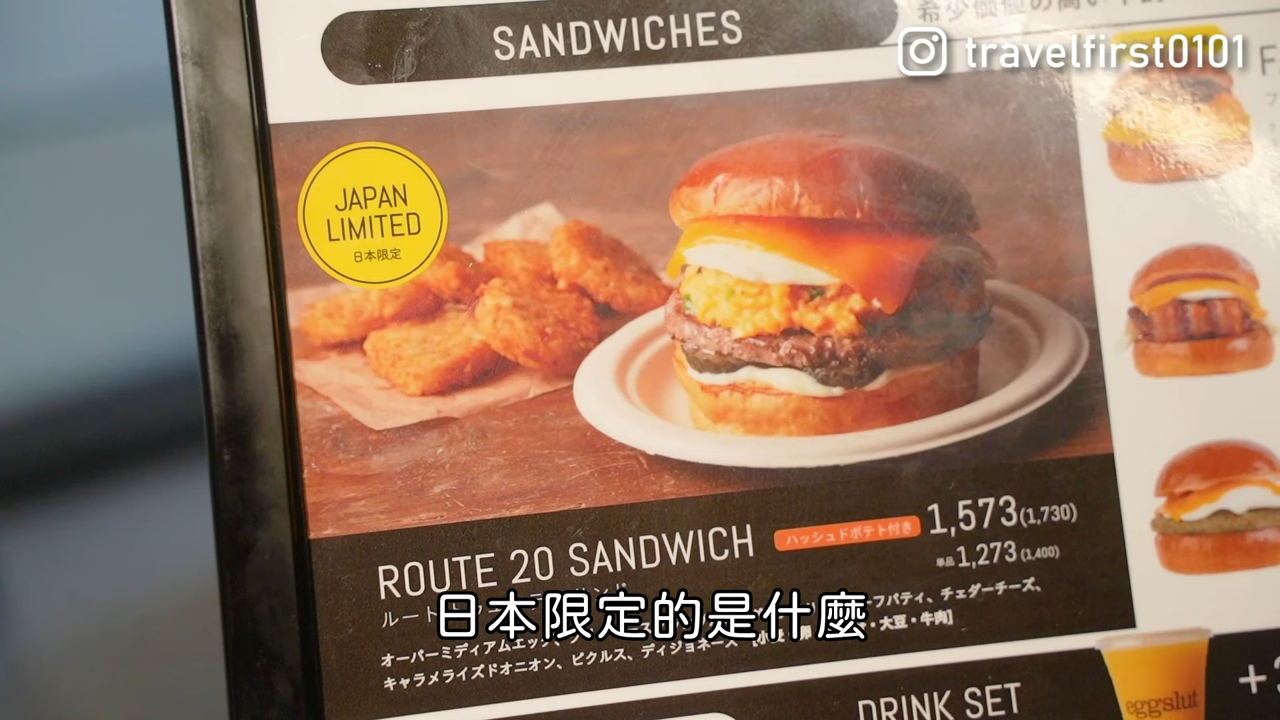 SANDWICHES
travelfirst0101
JAPAN
LIMITED
日本限定
ROUTE 20 SANDWICH
ハッシュドポテト付き
1,573(1,730)
単品1,273(1,400)
ルート
日本限定的是什麼
フパティ、チェダーチーズ、
オーバーミディアムエッグ
大豆・牛肉]
キャラメライズドオニオン、ピクルス、ディジョネーズ
DRINK SET
eggslut